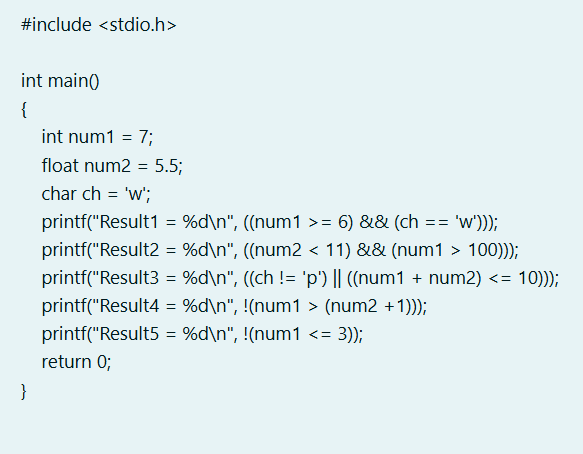 #include <stdio.h>
int main()
{
int num1 = 7;
float num2 = 5.5;
char ch = 'w';
printf("Result1 = %d\n", ((num1 >= 6) && (ch == 'w')));
printf("Result2 = %d\n", ((num2 < 11) && (num1 > 100)));
printf("Result3 = %d\n", ((ch != 'p') || ((num1 + num2) <= 10)));
printf("Result4 = %d\n", !(num1 > (num2 +1)));
printf("Result5 = %d\n", !(num1 <= 3));
return 0;
}